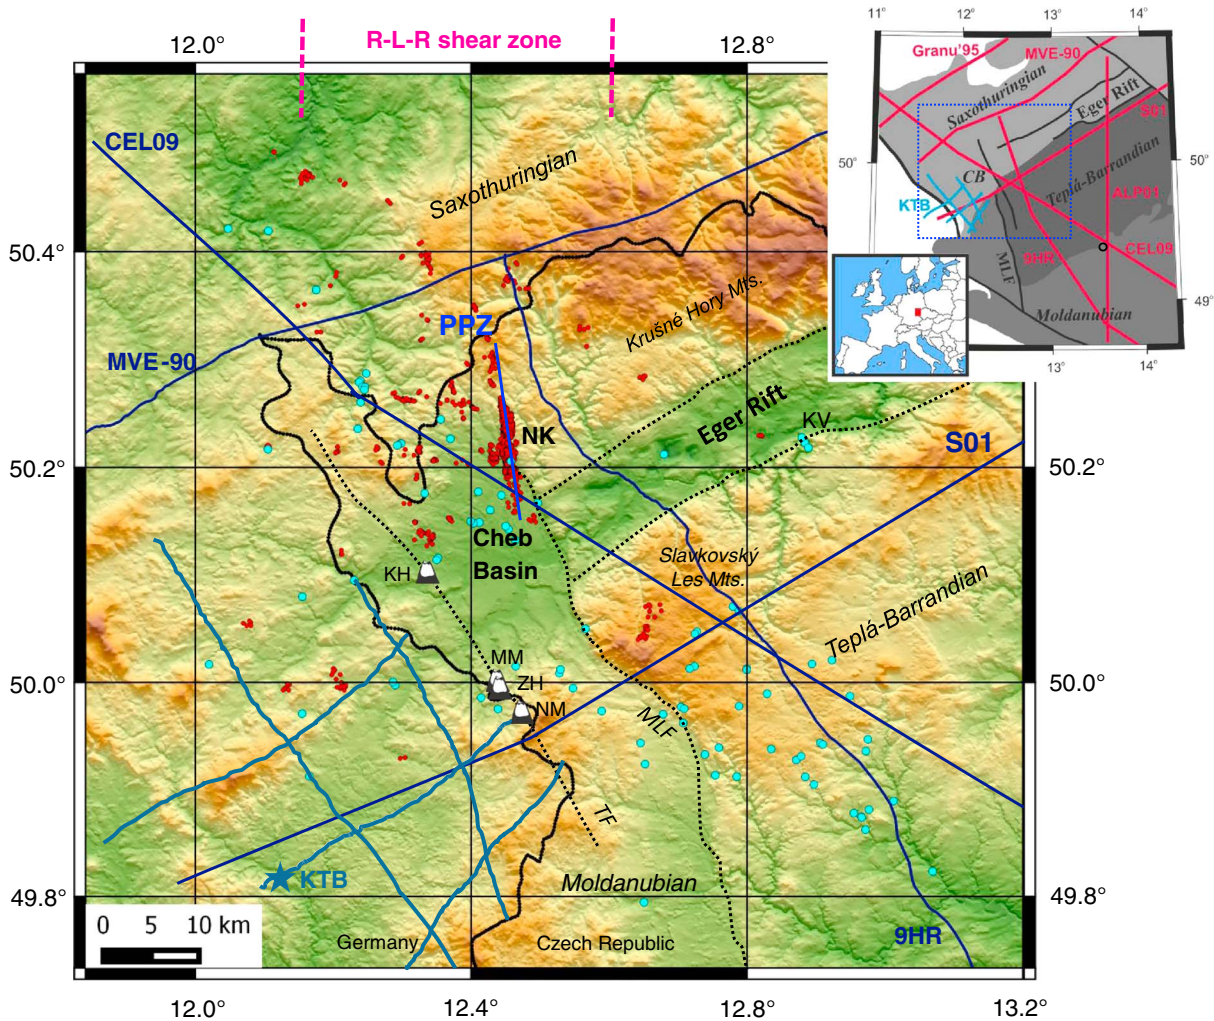 11°
12°
13°
14°
R-L-R shear zone
12.0°
12.8°
Granu'95
MVE-90
Saxothuringian
Eger Rift
S01
Teplá-Barrandian
50°
50°
CB
KTB
ALP01
CEL09
9HR
MLF
49°
Moldanubian
13°
14°
CEL09
Saxothuringian
50.4°
50.4°
Krušné Hory Mts.
PPZ
MVE-90
50.2°
Eger Rift
KV
NK
S01
50.2°
Cheb
Basin
Slavkovský
Les Mts.
KH
Teplá-Barrandian
MM
ZH
50.0°
50.0°
NM
MLF
TF
KTB
Moldanubian
49.8°
49.8°
0 5 10 km
Germany
Czech Republic
9HR
12.0°
12.4°
12.8°
13.2°